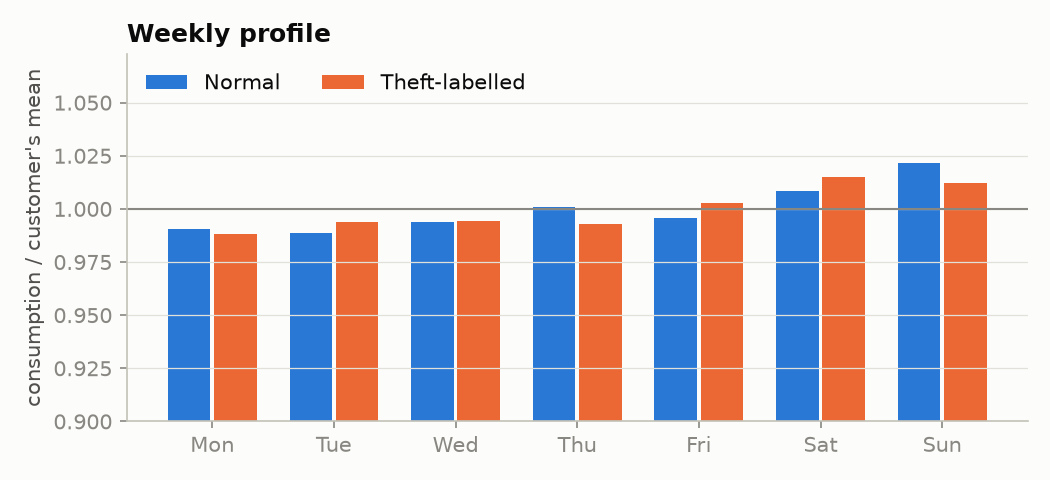 Weekly profile
Normal Theft-labelled
consumption / customer's mean
1.050
1.025
1.000
0.975
0.950
0.925
0.900
Mon Tue Wed Thu Fri Sat Sun